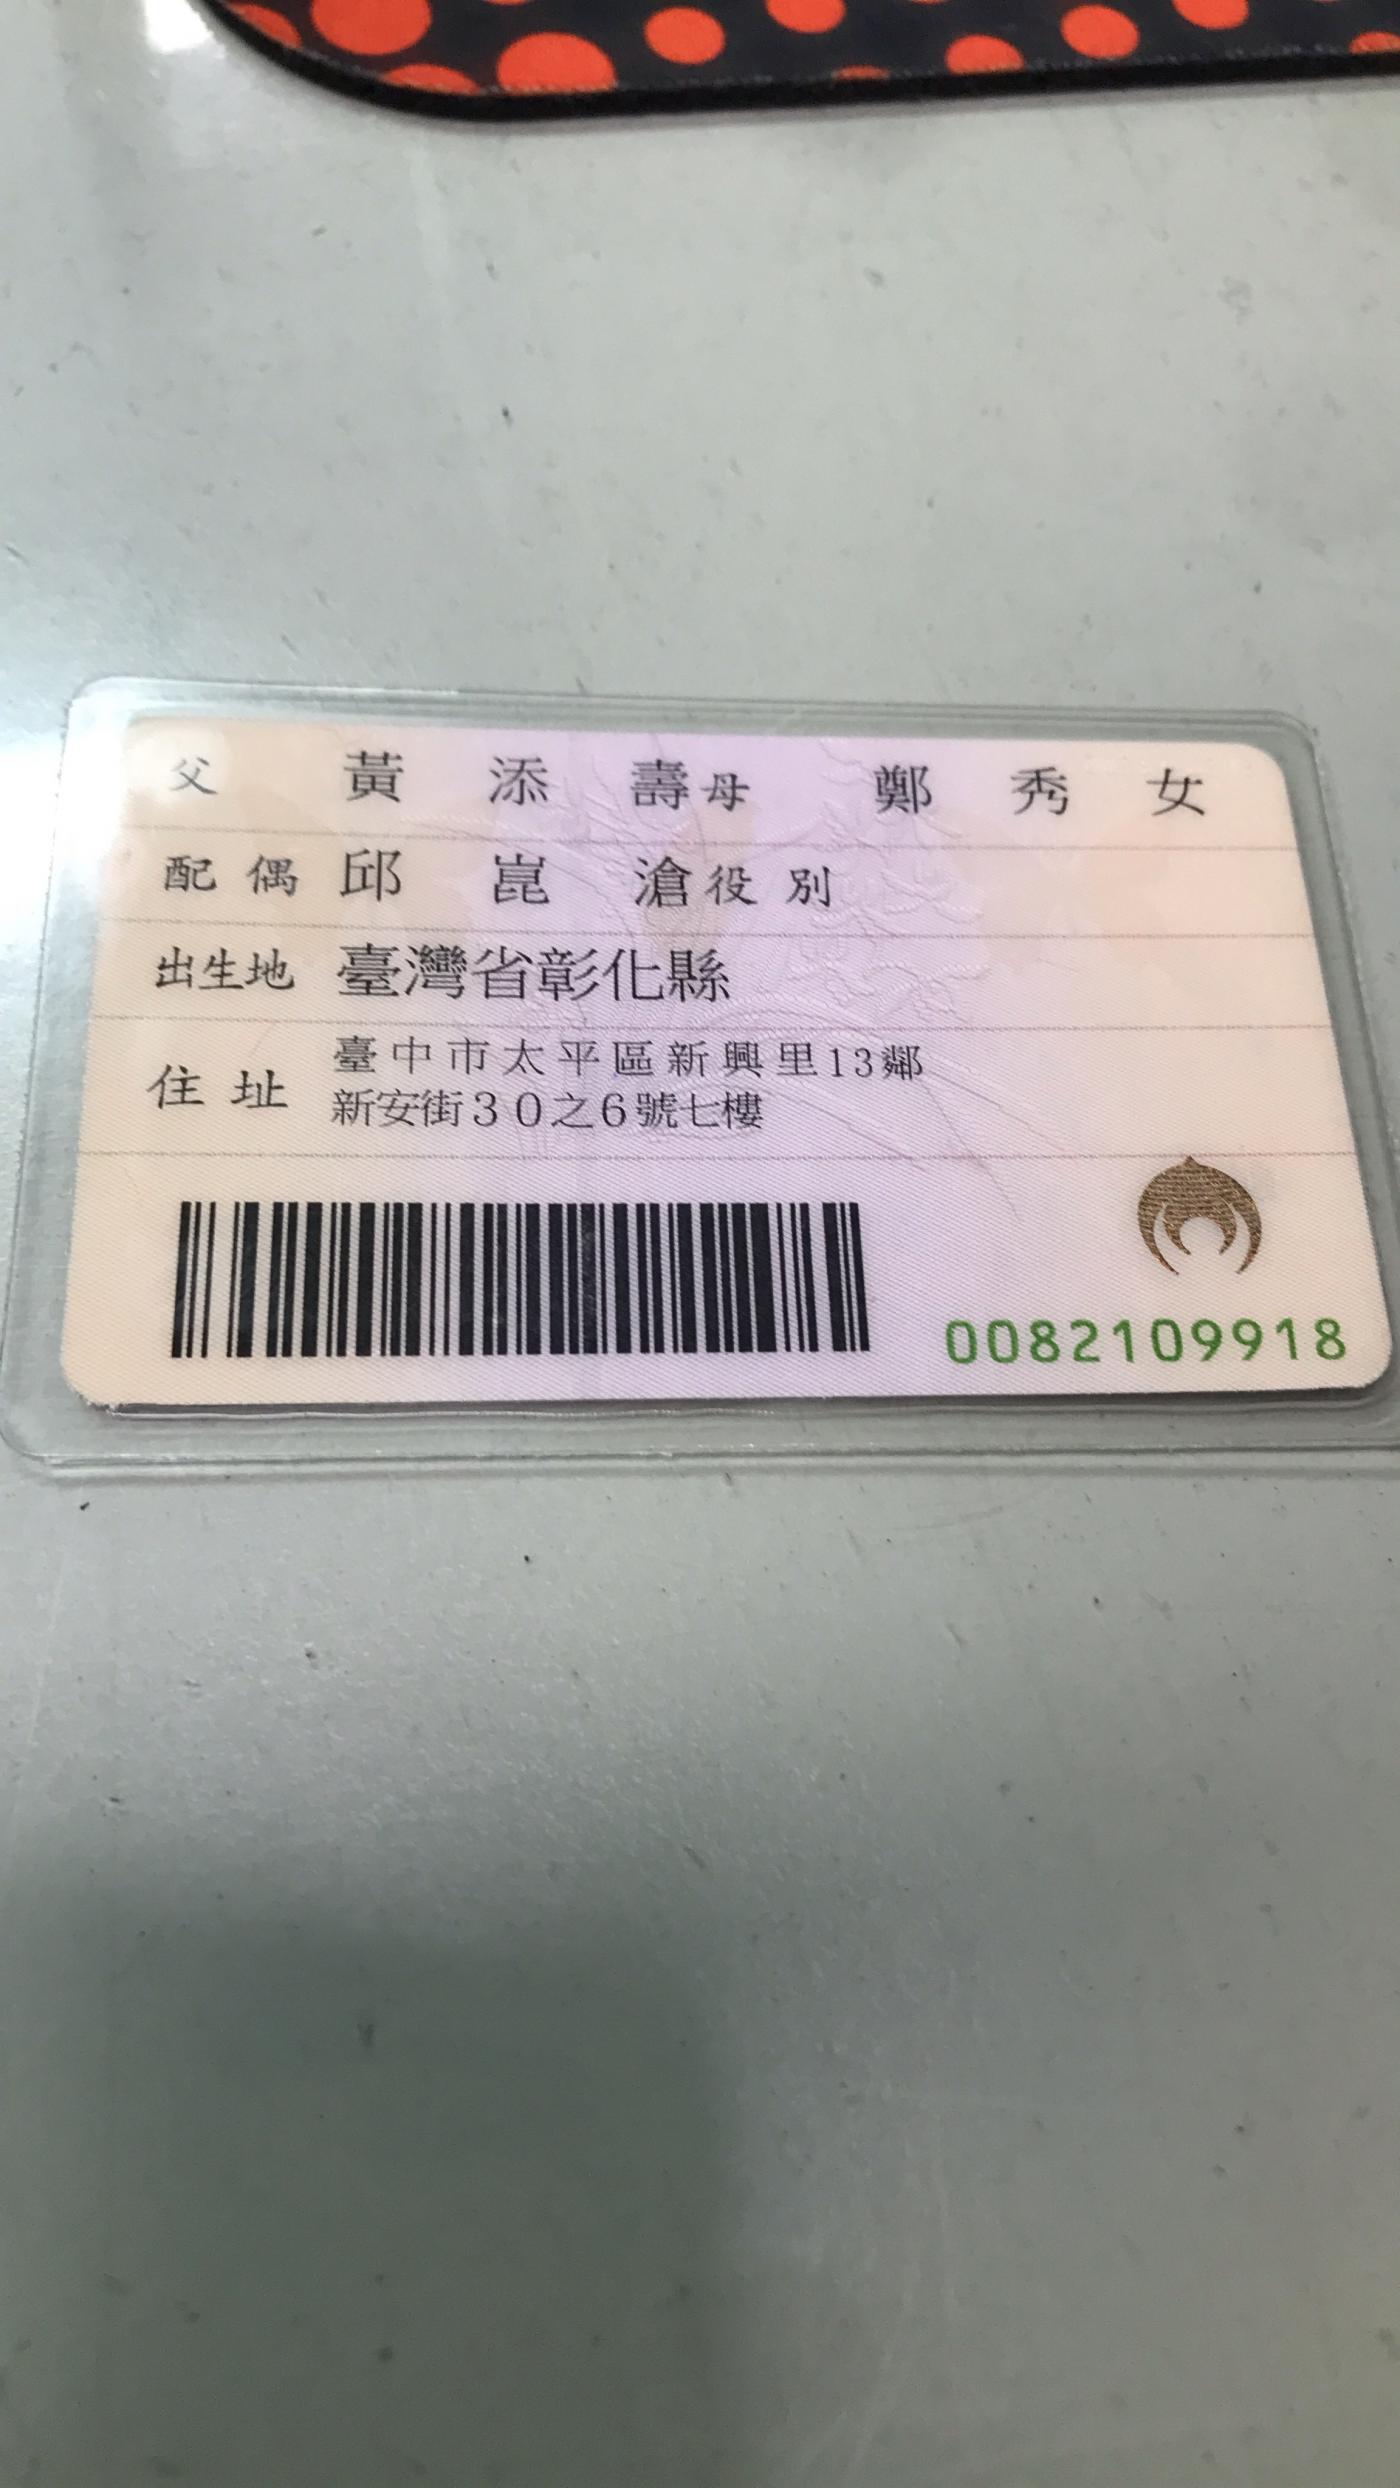 父 黃添壽 母 鄭秀女
配偶 邱崑滄 役別
出生地 臺灣省彰化縣
住址 臺中市太平區新興里13鄰
新安街30之6號七樓
0082109918